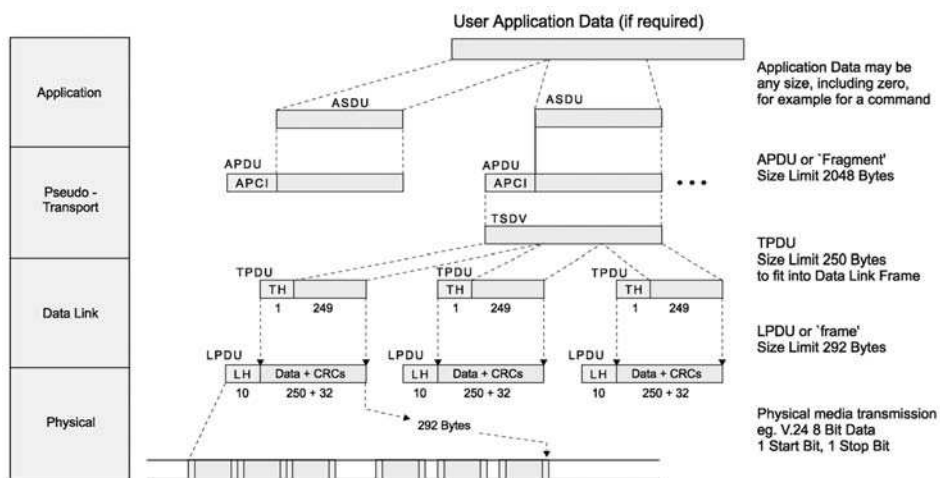 User Application Data (if required)
Application
ASDU
ASDU
Application Data may be
any size, including zero,
for example for a command
Pseudo -
Transport
APDU
APCI
APDU
APCI
• • •
APDU or `Fragment'
Size Limit 2048 Bytes
TSDV
TPDU
Size Limit 250 Bytes
to fit into Data Link Frame
Data Link
TPDU
TH
1 249
TPDU
TH
1 249
TPDU
TH
1 249
LPDU or `frame'
Size Limit 292 Bytes
LPDU
LH Data + CRCs
10 250 + 32
LPDU
LH Data + CRCs
10 250 + 32
LPDU
LH Data + CRCs
10 250 + 32
Physical
292 Bytes
Physical media transmission
eg. V.24 8 Bit Data
1 Start Bit, 1 Stop Bit